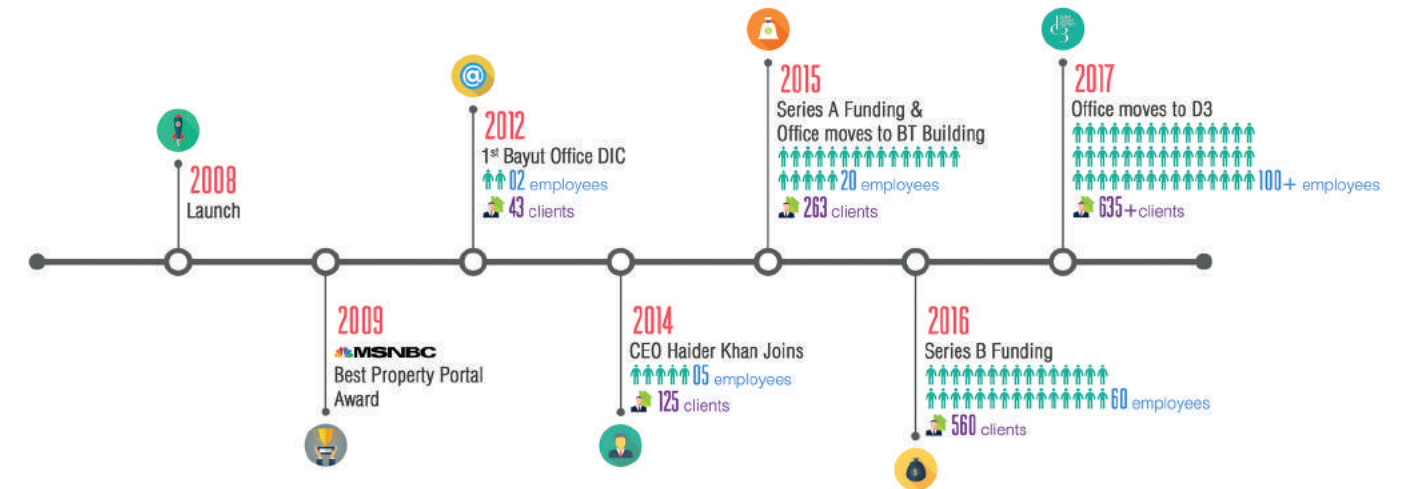 2008
Launch
2009
MSNBC
Best Property Portal
Award
2012
1st Bayut Office DIC
02 employees
43 clients
2014
CEO Haider Khan Joins
05 employees
125 clients
2015
Series A Funding &
Office moves to BT Building
20 employees
263 clients
2016
Series B Funding
60 employees
560 clients
d3
2017
Office moves to D3
100+ employees
635+clients